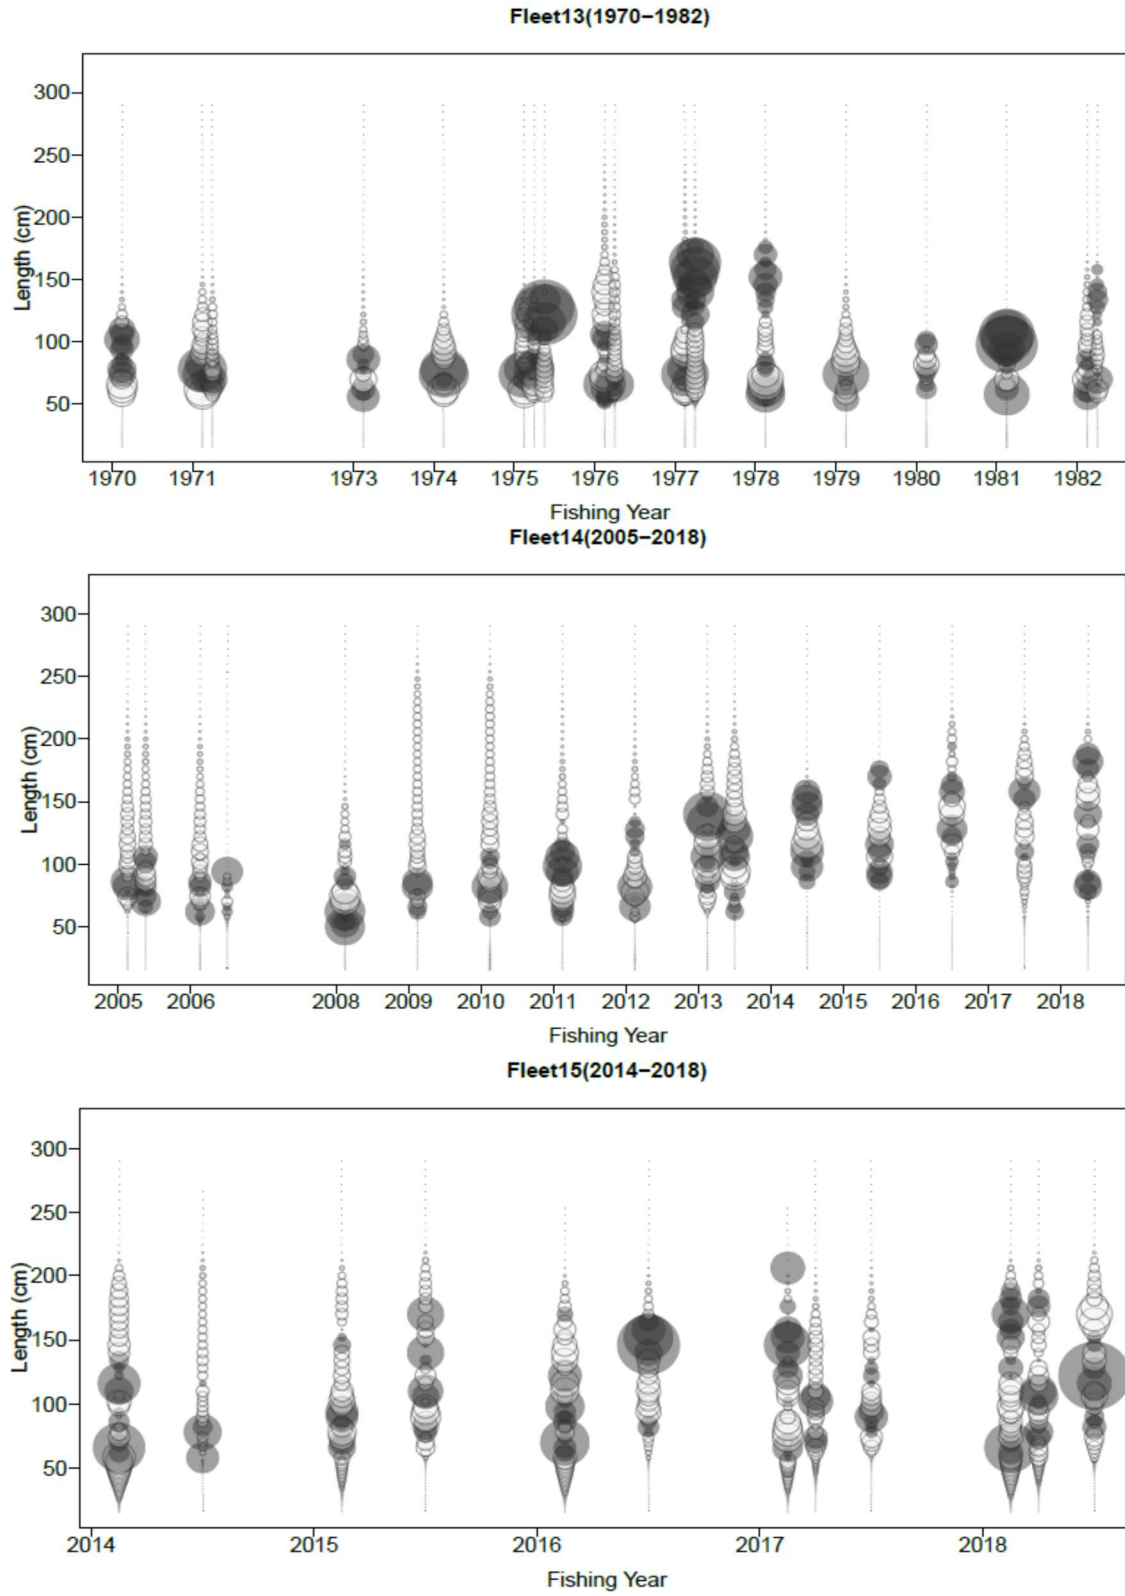 Fleet13(1970−1982)
300
250
200
150
100
50
Length (cm)
1970 1971 1973 1974 1975 1976 1977 1978 1979 1980 1981 1982
Fishing Year
Fleet14(2005−2018)
300
250
200
150
100
50
Length (cm)
2005 2006 2008 2009 2010 2011 2012 2013 2014 2015 2016 2017 2018
Fishing Year
Fleet15(2014−2018)
300
250
200
150
100
50
Length (cm)
2014 2015 2016 2017 2018
Fishing Year